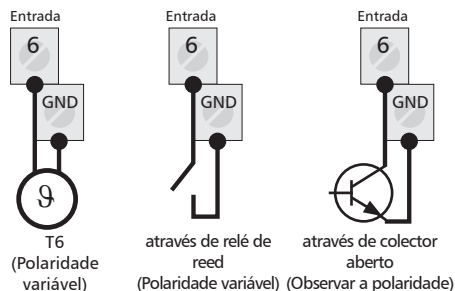 Entrada
6
GND
ϑ
T6
(Polaridade
variável)
Entrada
6
GND
através de relé de
reed
(Polaridade variável)
Entrada
6
GND
através de colector
aberto
(Observar a polaridade)